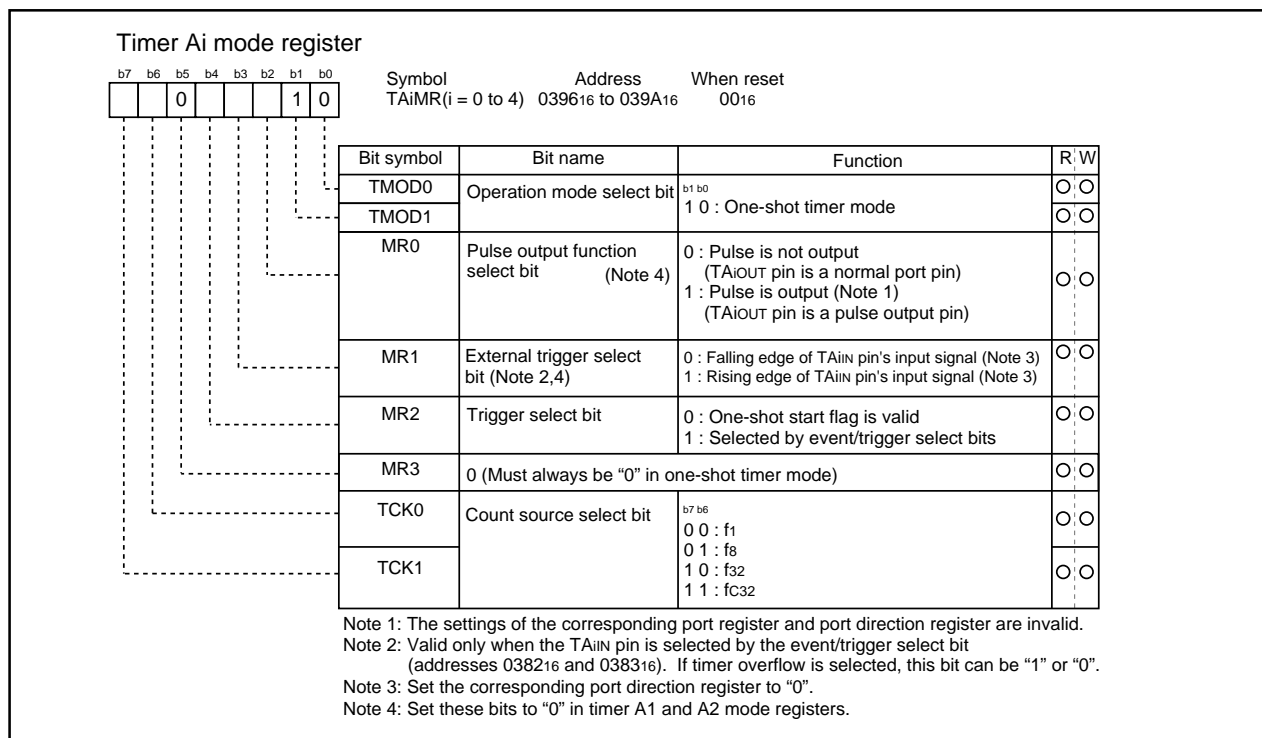 Timer Ai mode register
b7 b6 b5 b4 b3 b2 b1 b0
0 1 0
Symbol Address When reset
TAiMR(i = 0 to 4) 039616 to 039A16 0016
Bit symbol Bit name Function R W
TMOD0 Operation mode select bit b1 b0
1 0 : One-shot timer mode
TMOD1
MR0 Pulse output function select bit (Note 4)
0 : Pulse is not output
(TAiOUT pin is a normal port pin)
1 : Pulse is output (Note 1)
(TAiOUT pin is a pulse output pin)
MR1 External trigger select bit (Note 2,4)
0 : Falling edge of TAiIN pin's input signal (Note 3)
1 : Rising edge of TAiIN pin's input signal (Note 3)
MR2 Trigger select bit
0 : One-shot start flag is valid
1 : Selected by event/trigger select bits
MR3 0 (Must always be “0” in one-shot timer mode)
TCK0 Count source select bit b7 b6
0 0 : f1
0 1 : f8
TCK1 1 0 : f32
1 1 : fC32
Note 1: The settings of the corresponding port register and port direction register are invalid.
Note 2: Valid only when the TAiIN pin is selected by the event/trigger select bit
(addresses 038216 and 038316). If timer overflow is selected, this bit can be “1” or “0”.
Note 3: Set the corresponding port direction register to “0”.
Note 4: Set these bits to “0” in timer A1 and A2 mode registers.